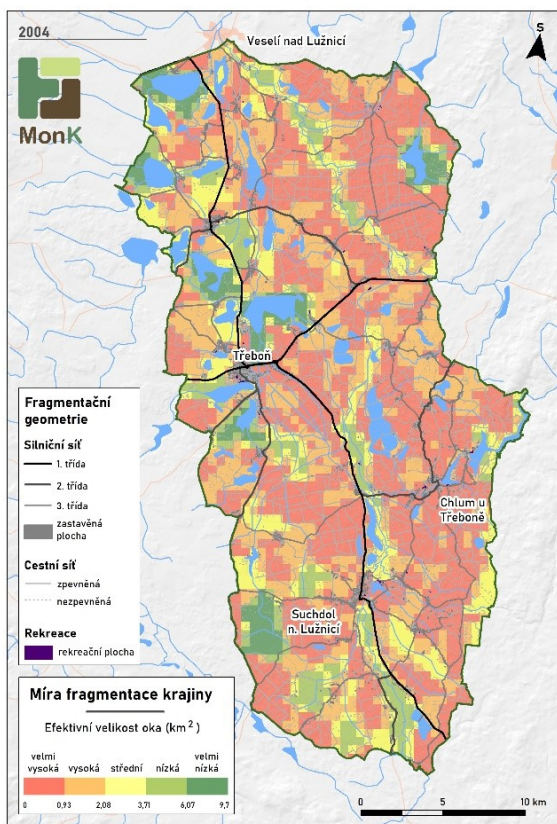 2004
MonK
Veselí nad Lužnicí
S
Třeboň
Chlum u
Třeboně
Suchdol
n. Lužnicí
Fragmentační
geometrie
Silniční síť
1. třída
2. třída
3. třída
zastavěná
plocha
Cestní síť
zpevněná
nezpevněná
Rekreace
rekreační plocha
Míra fragmentace krajiny
Efektivní velikost oka (km²)
velmi vysoká vysoká střední nízká velmi nízká
0 0,93 2,08 3,71 6,07 9,7
0 5 10 km